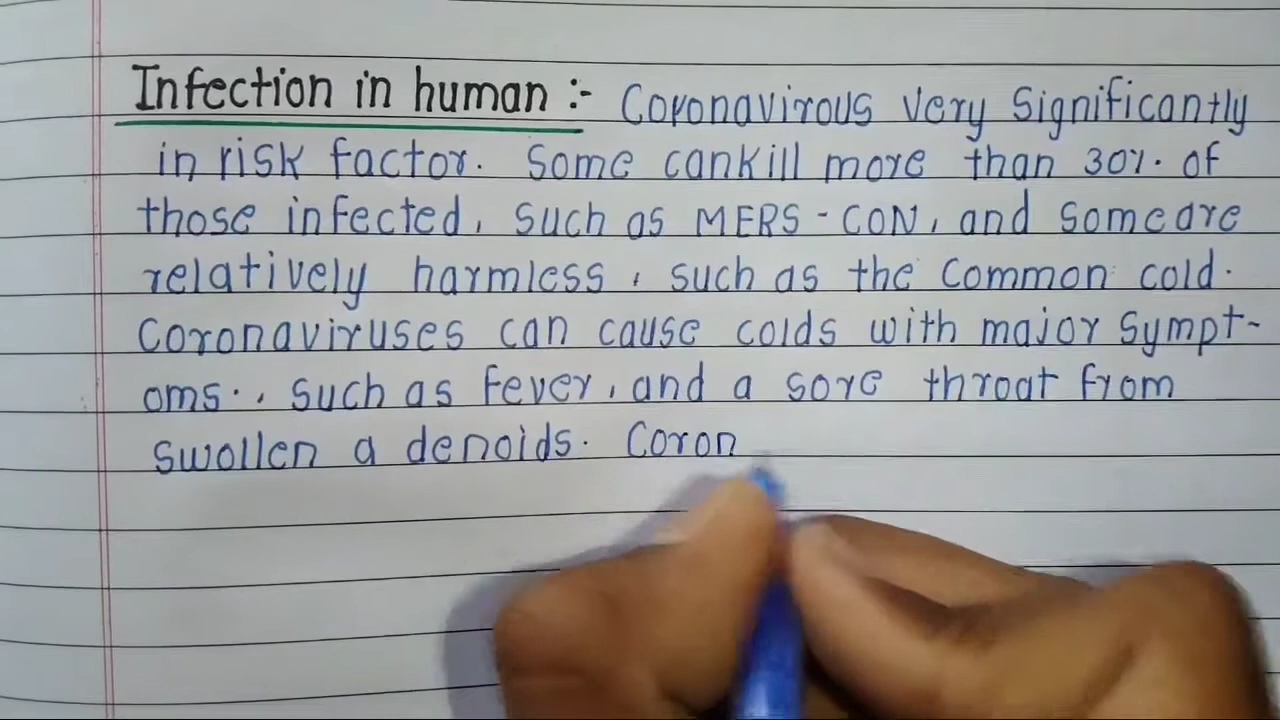 Infection in human :- Coronavirous very significantly
in risk factor. Some cankill more than 30%. of
those infected, such as MERS-CON, and some are
relatively harmless, such as the common cold.
Coronaviruses can cause colds with major sympt-
oms., such as fever, and a sore throat from
swollen a denoids. Coron